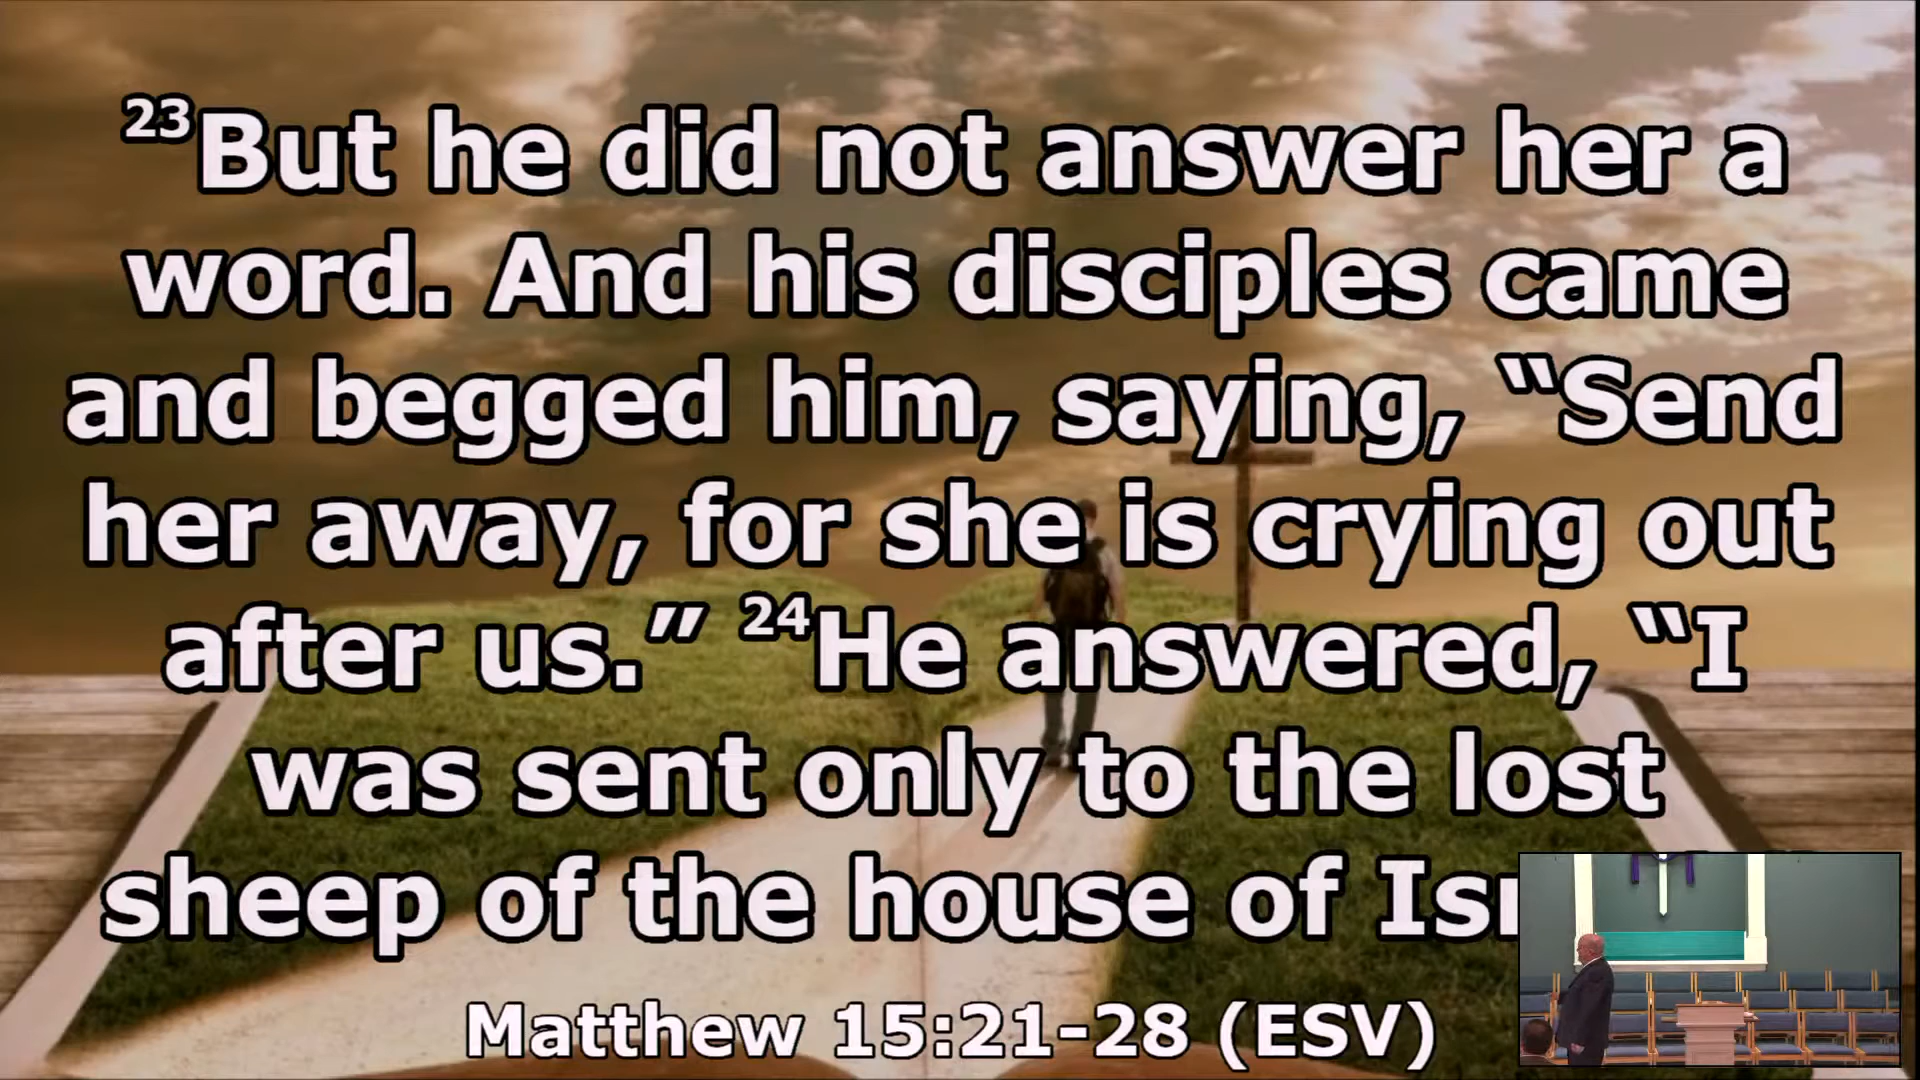 23But he did not answer her a
word. And his disciples came
and begged him, saying, “Send
her away, for she is crying out
after us.” 24He answered, “I
was sent only to the lost
sheep of the house of
Matthew 15:21-28 (ESV)